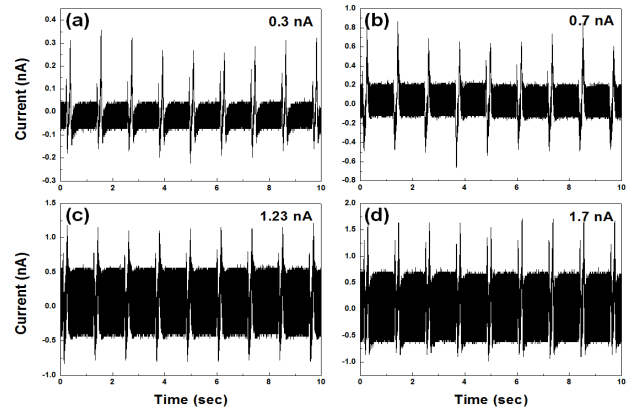 (a) 0.3 nA
0.4
0.3
0.2
0.1
0.0
-0.1
-0.2
-0.3
0 2 4 6 8 10
Current (nA)
(b) 0.7 nA
1.0
0.8
0.6
0.4
0.2
0.0
-0.2
-0.4
-0.6
-0.8
0 2 4 6 8 10
(c) 1.23 nA
1.5
1.0
0.5
0.0
-0.5
-1.0
0 2 4 6 8 10
Current (nA)
Time (sec)
(d) 1.7 nA
2.0
1.5
1.0
0.5
0.0
-0.5
-1.0
0 2 4 6 8 10
Time (sec)